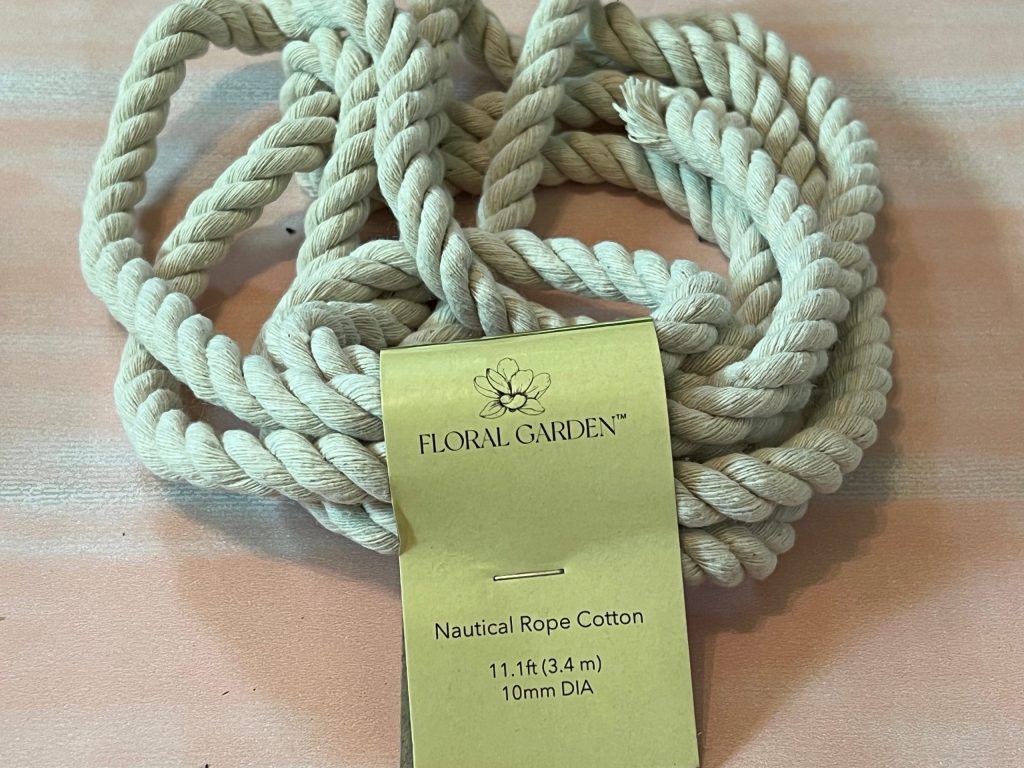 FLORAL GARDEN™
Nautical Rope Cotton
11.1ft (3.4 m)
10mm DIA